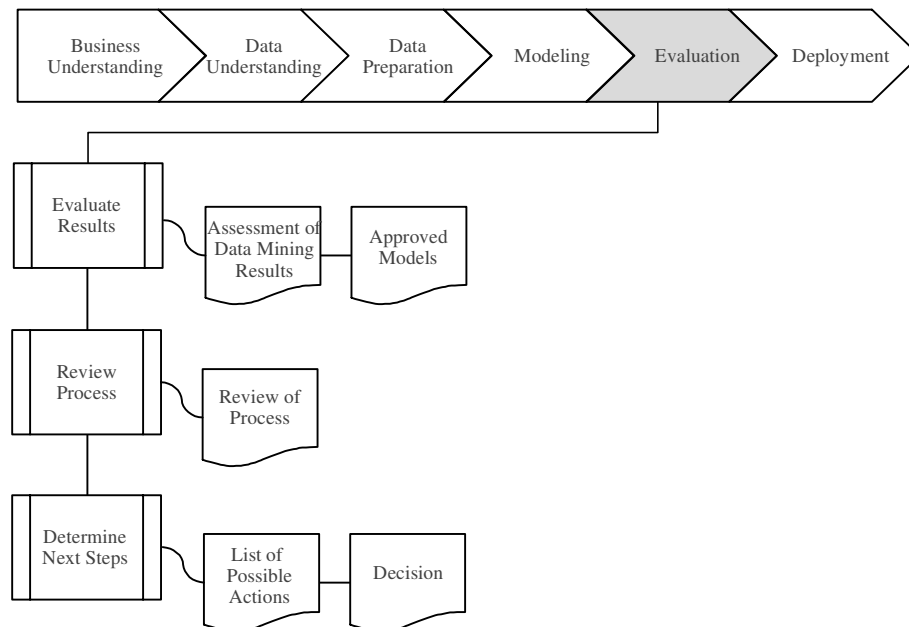 Business
Understanding
Data
Understanding
Data
Preparation
Modeling
Evaluation
Deployment
Evaluate
Results
Assessment of
Data Mining
Results
Approved
Models
Review
Process
Review of
Process
Determine
Next Steps
List of
Possible
Actions
Decision